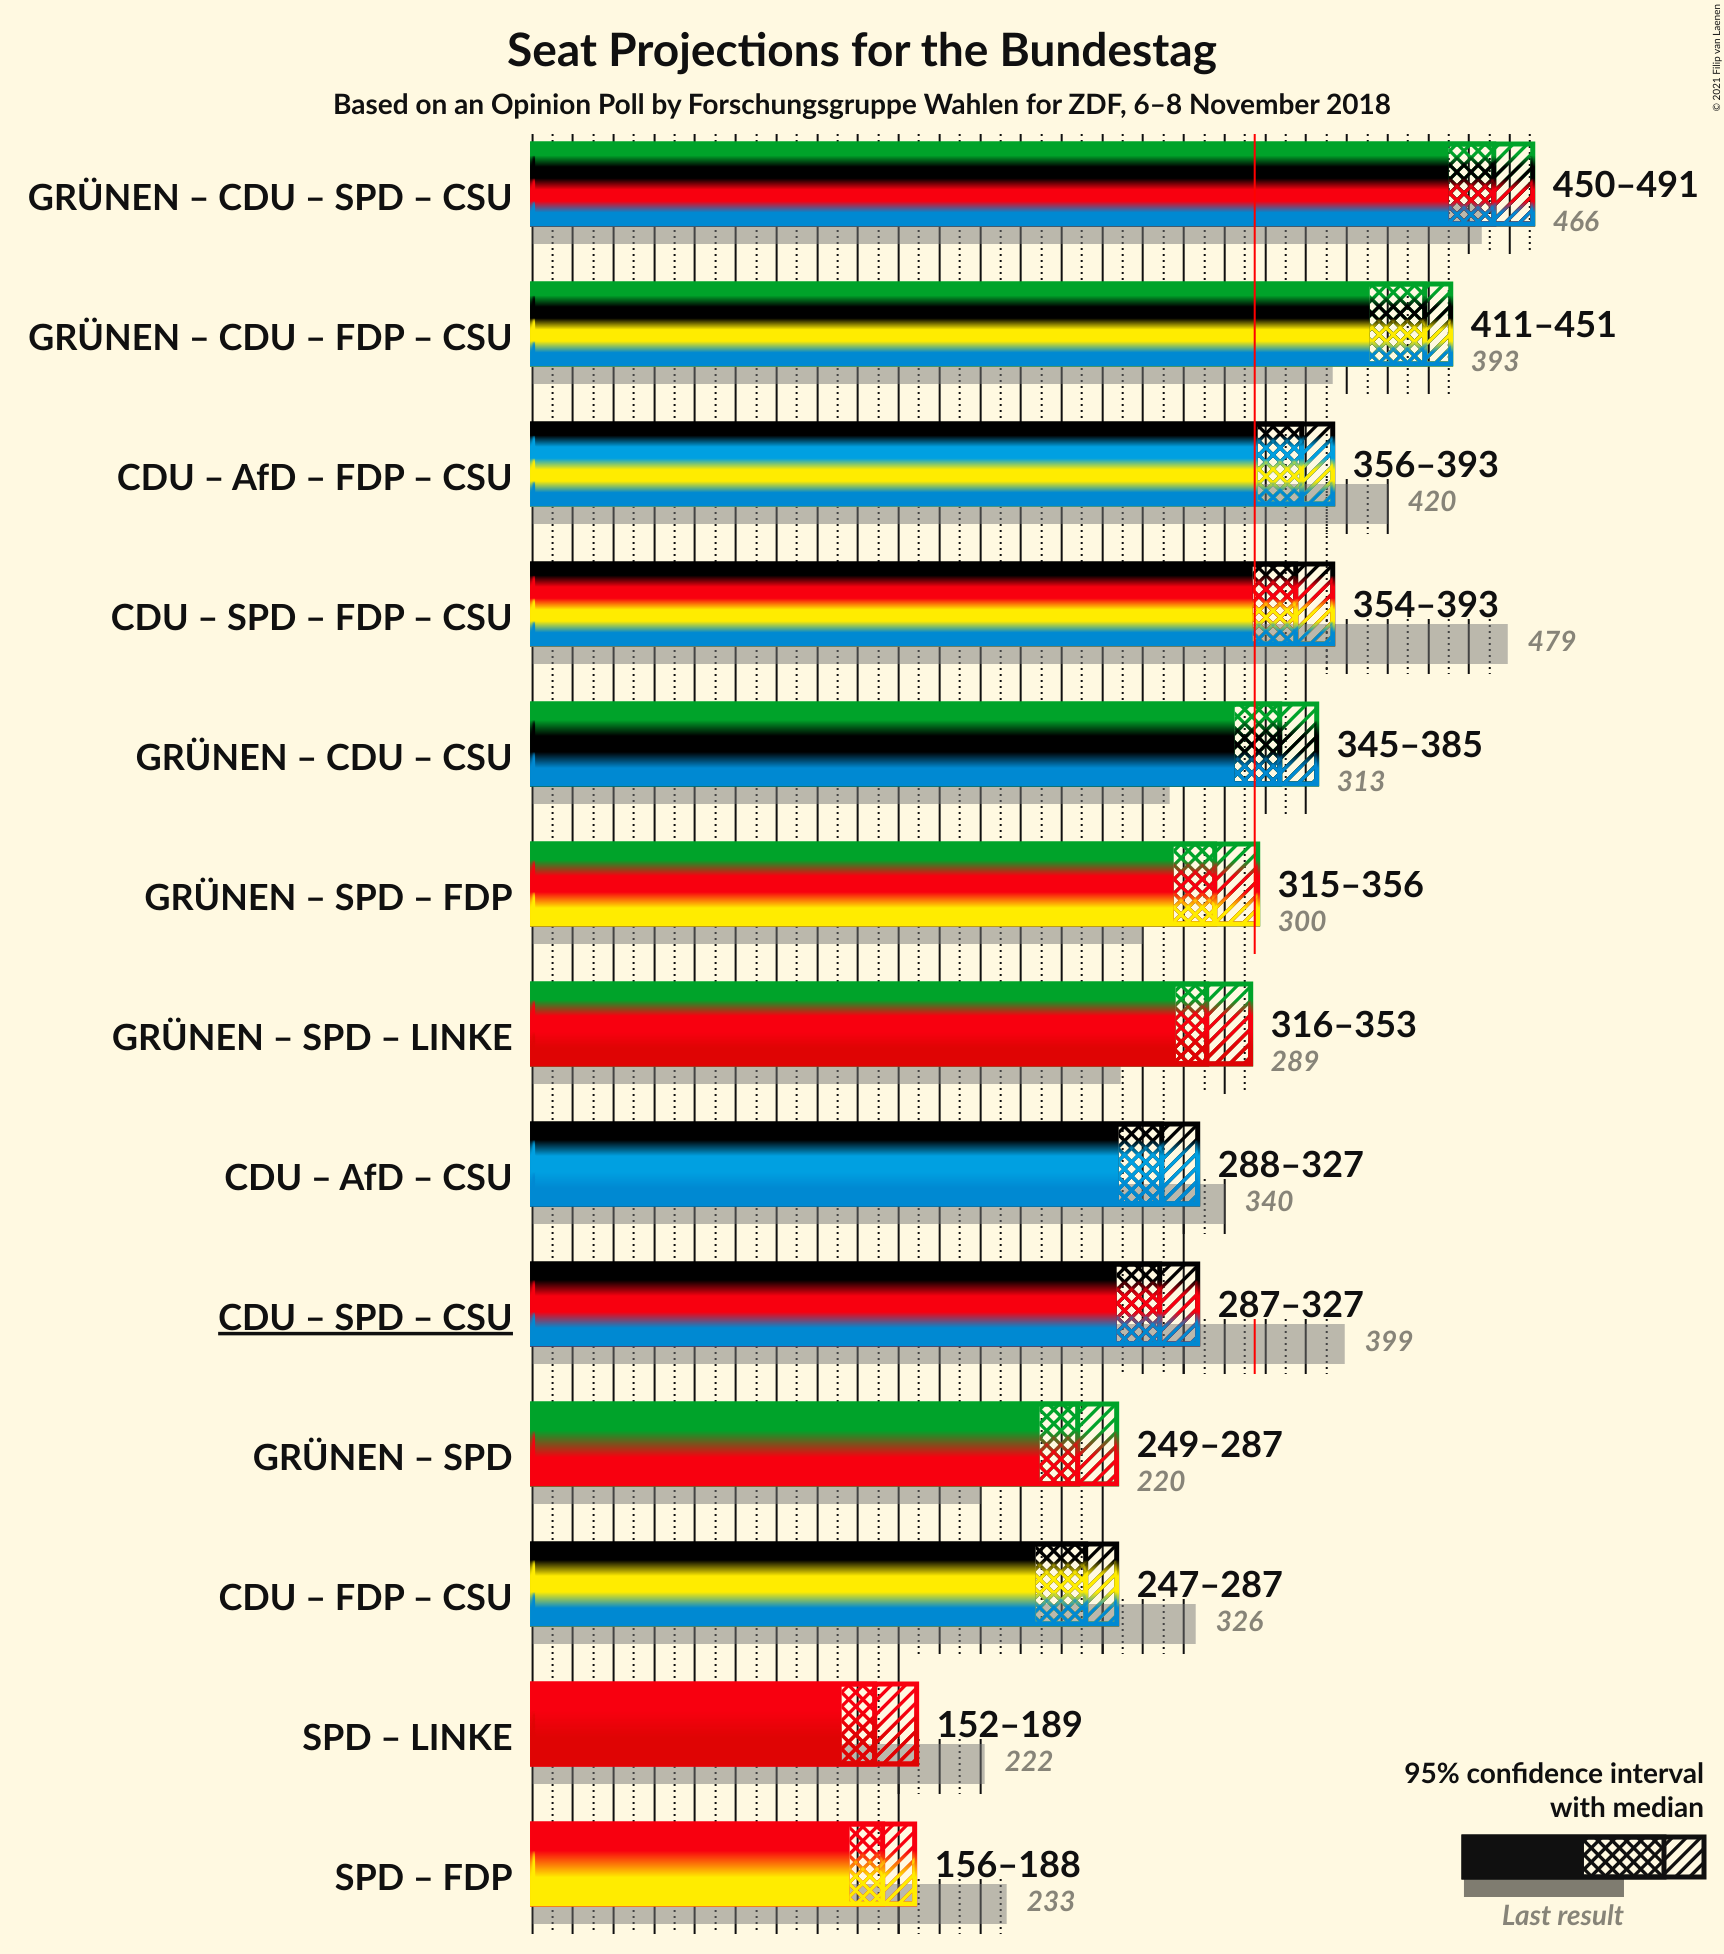 Seat Projections for the Bundestag
Based on an Opinion Poll by Forschungsgruppe Wahlen for ZDF, 6–8 November 2018
© 2021 Filip van Laenen
GRÜNEN – CDU – SPD – CSU
450–491
466
GRÜNEN – CDU – FDP – CSU
411–451
393
CDU – AfD – FDP – CSU
356–393
420
CDU – SPD – FDP – CSU
354–393
479
GRÜNEN – CDU – CSU
345–385
313
GRÜNEN – SPD – FDP
315–356
300
GRÜNEN – SPD – LINKE
316–353
289
CDU – AfD – CSU
288–327
340
CDU – SPD – CSU
287–327
399
GRÜNEN – SPD
249–287
220
CDU – FDP – CSU
247–287
326
SPD – LINKE
152–189
222
SPD – FDP
156–188
233
95% confidence interval
with median
Last result